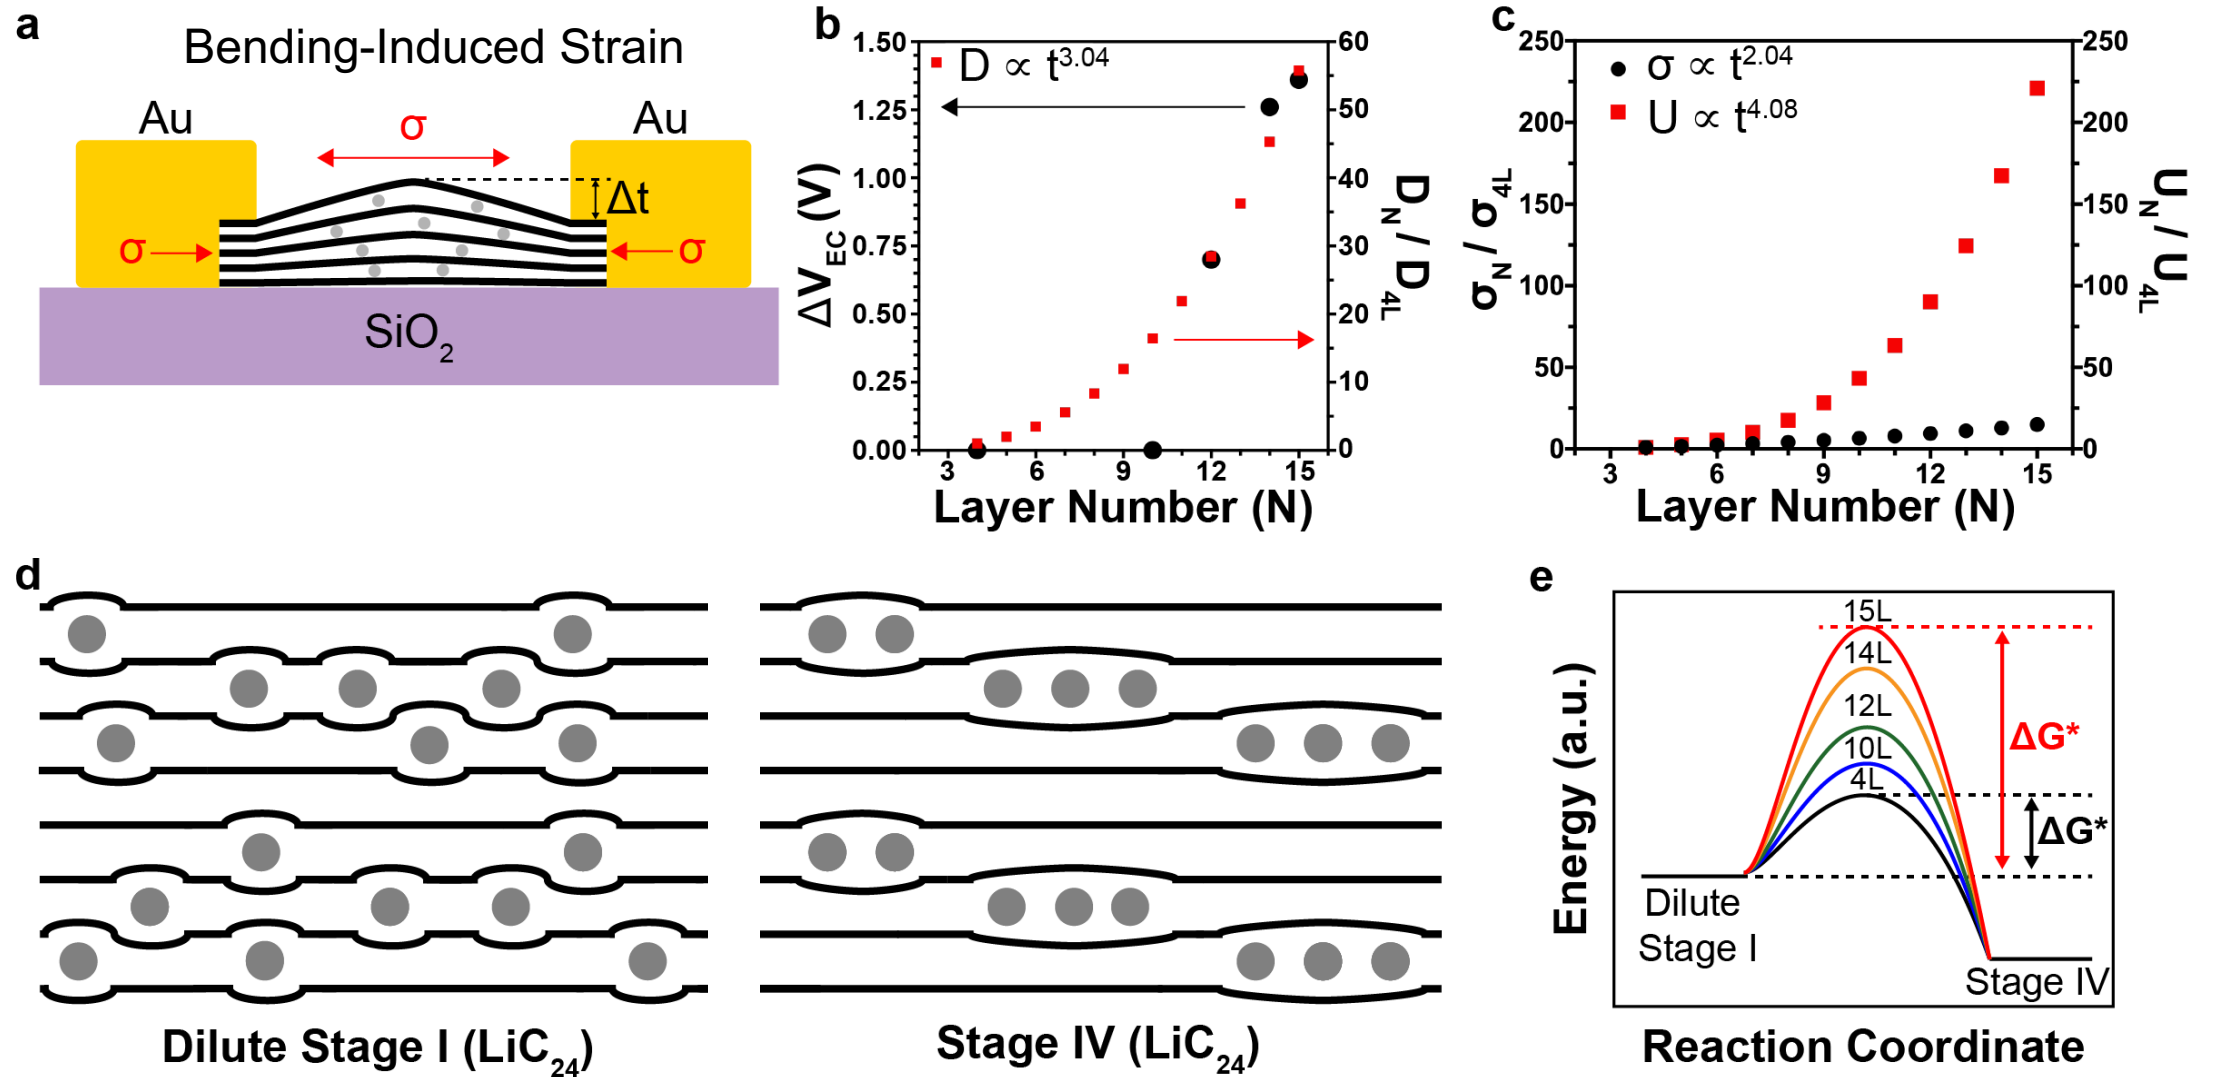 a
Bending-Induced Strain
Au
Au
σ
Δt
σ
σ
SiO2
b
D ∝ t3.04
ΔVEC (V)
1.50
1.25
1.00
0.75
0.50
0.25
0.00
60
50
40
30
20
10
0
DN / D4L
3 6 9 12 15
Layer Number (N)
c
σ ∝ t2.04
U ∝ t4.08
σN / σ4L
250
200
150
100
50
0
250
200
150
100
50
0
UN / U4L
3 6 9 12 15
Layer Number (N)
d
Dilute Stage I (LiC24)
Stage IV (LiC24)
e
Energy (a.u.)
15L
14L
12L
10L
4L
ΔG*
ΔG*
Dilute
Stage I
Stage IV
Reaction Coordinate